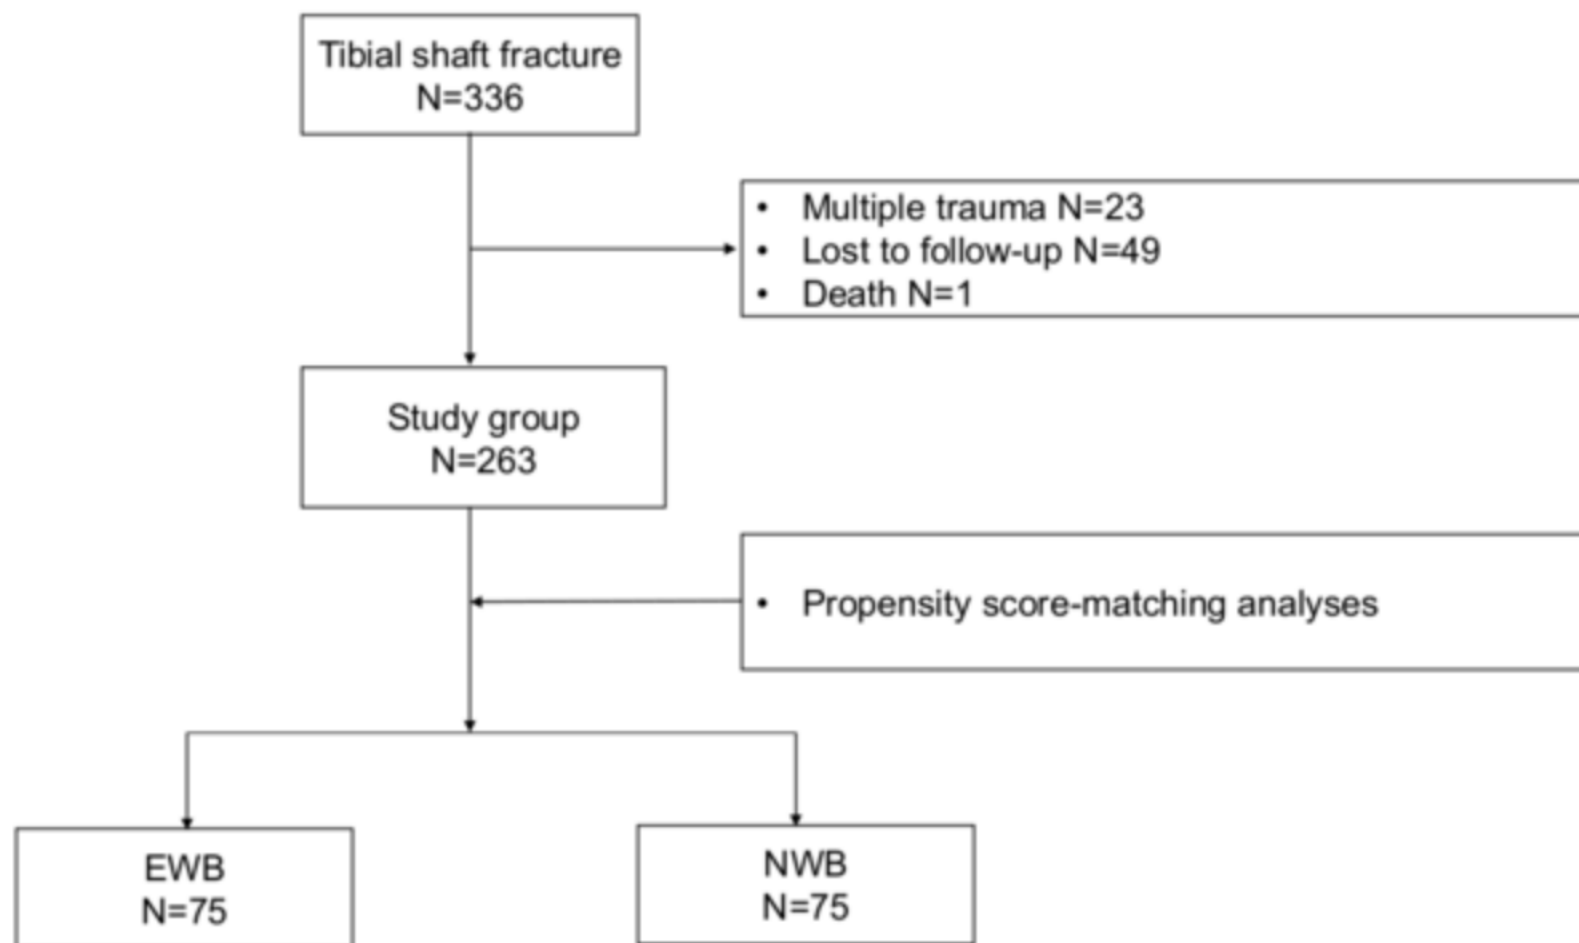 Tibial shaft fracture
N=336
• Multiple trauma N=23
• Lost to follow-up N=49
• Death N=1
Study group
N=263
• Propensity score-matching analyses
EWB
N=75
NWB
N=75